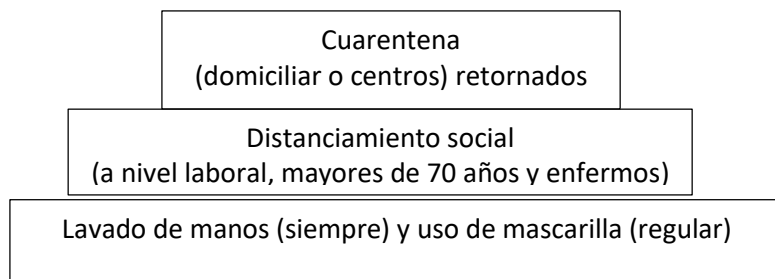 Cuarentena
(domiciliar o centros) retornados
Distanciamiento social
(a nivel laboral, mayores de 70 años y enfermos)
Lavado de manos (siempre) y uso de mascarilla (regular)